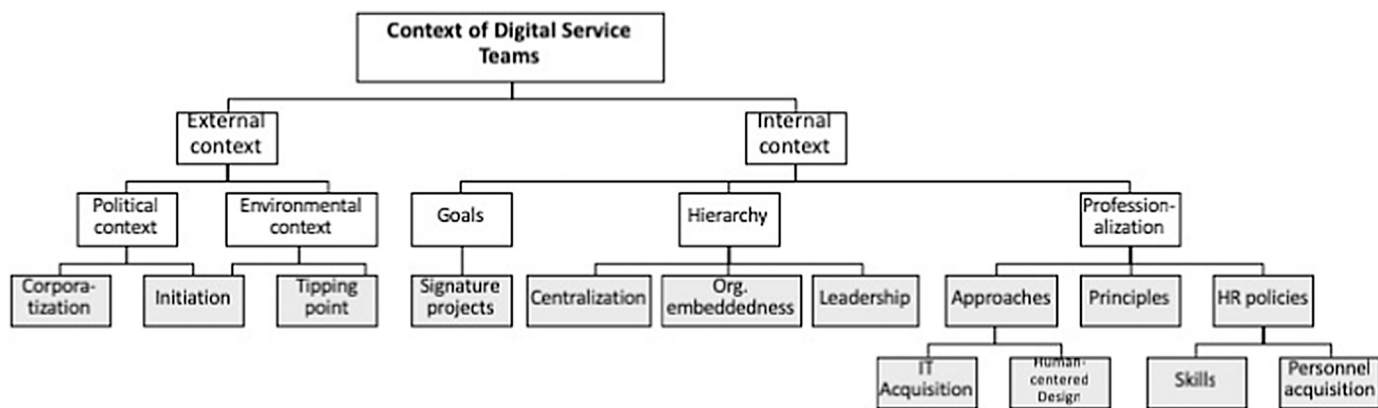 Context of Digital Service
Teams
External
context
Internal
context
Political
context
Environmental
context
Goals
Hierarchy
Profession-
alization
Corpora-
tization
Initiation
Tipping
point
Signature
projects
Centralization
Org.
embeddedness
Leadership
Approaches
Principles
HR policies
IT
Acquisition
Human-
centered
Design
Skills
Personnel
acquisition